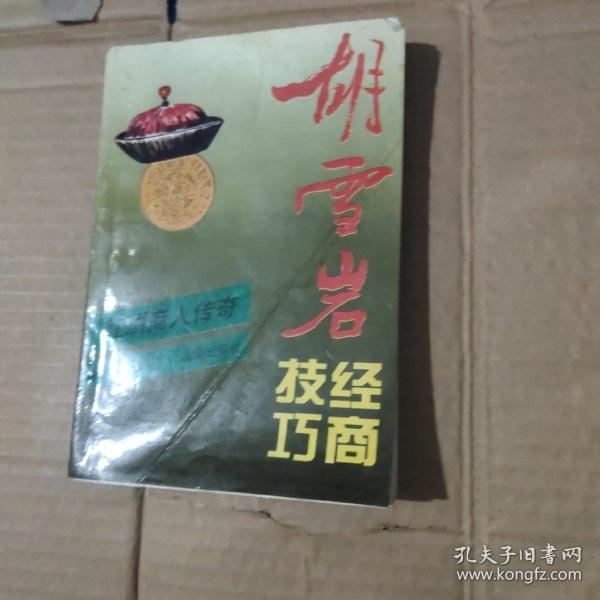 胡雪岩
经商
技巧
商人传奇
孔夫子旧书网
www.kongfz.com